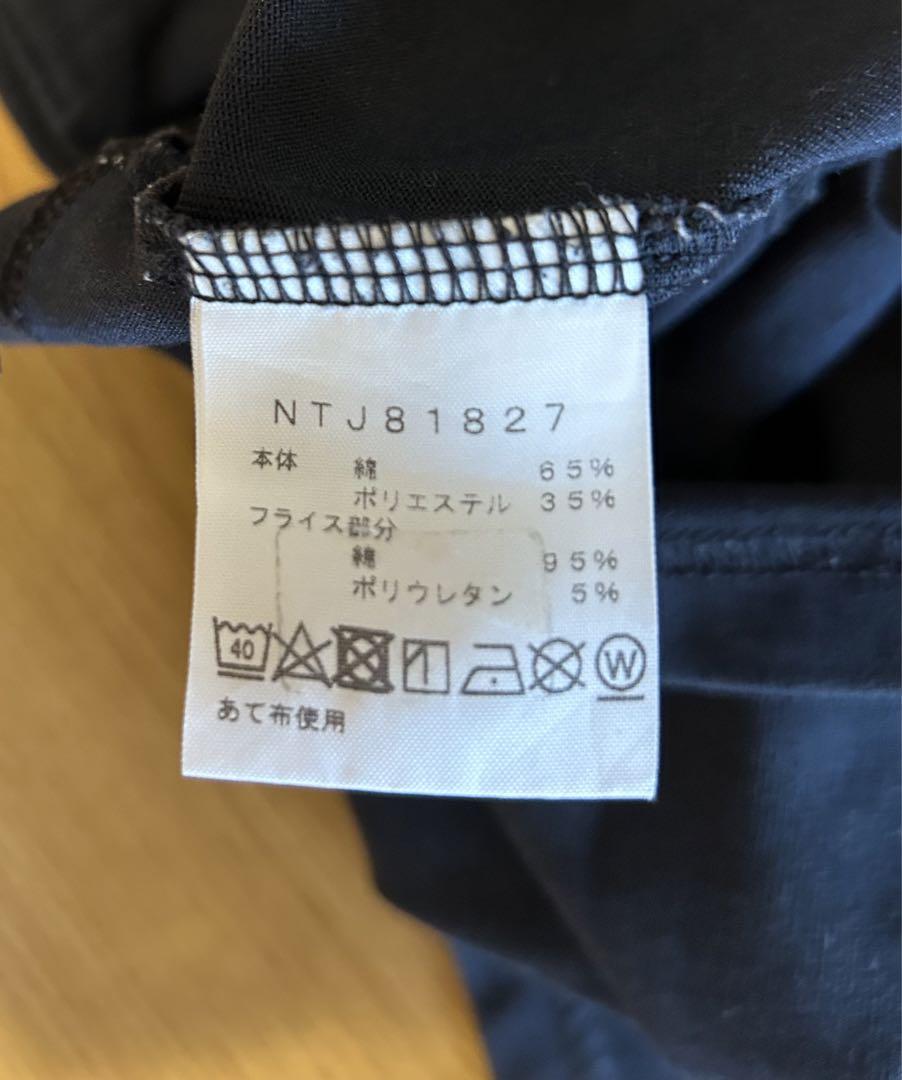 NTJ81827
本体 綿 65%
ポリエステル 35%
フライス部分
綿 95%
ポリウレタン 5%
40 W
あて布使用